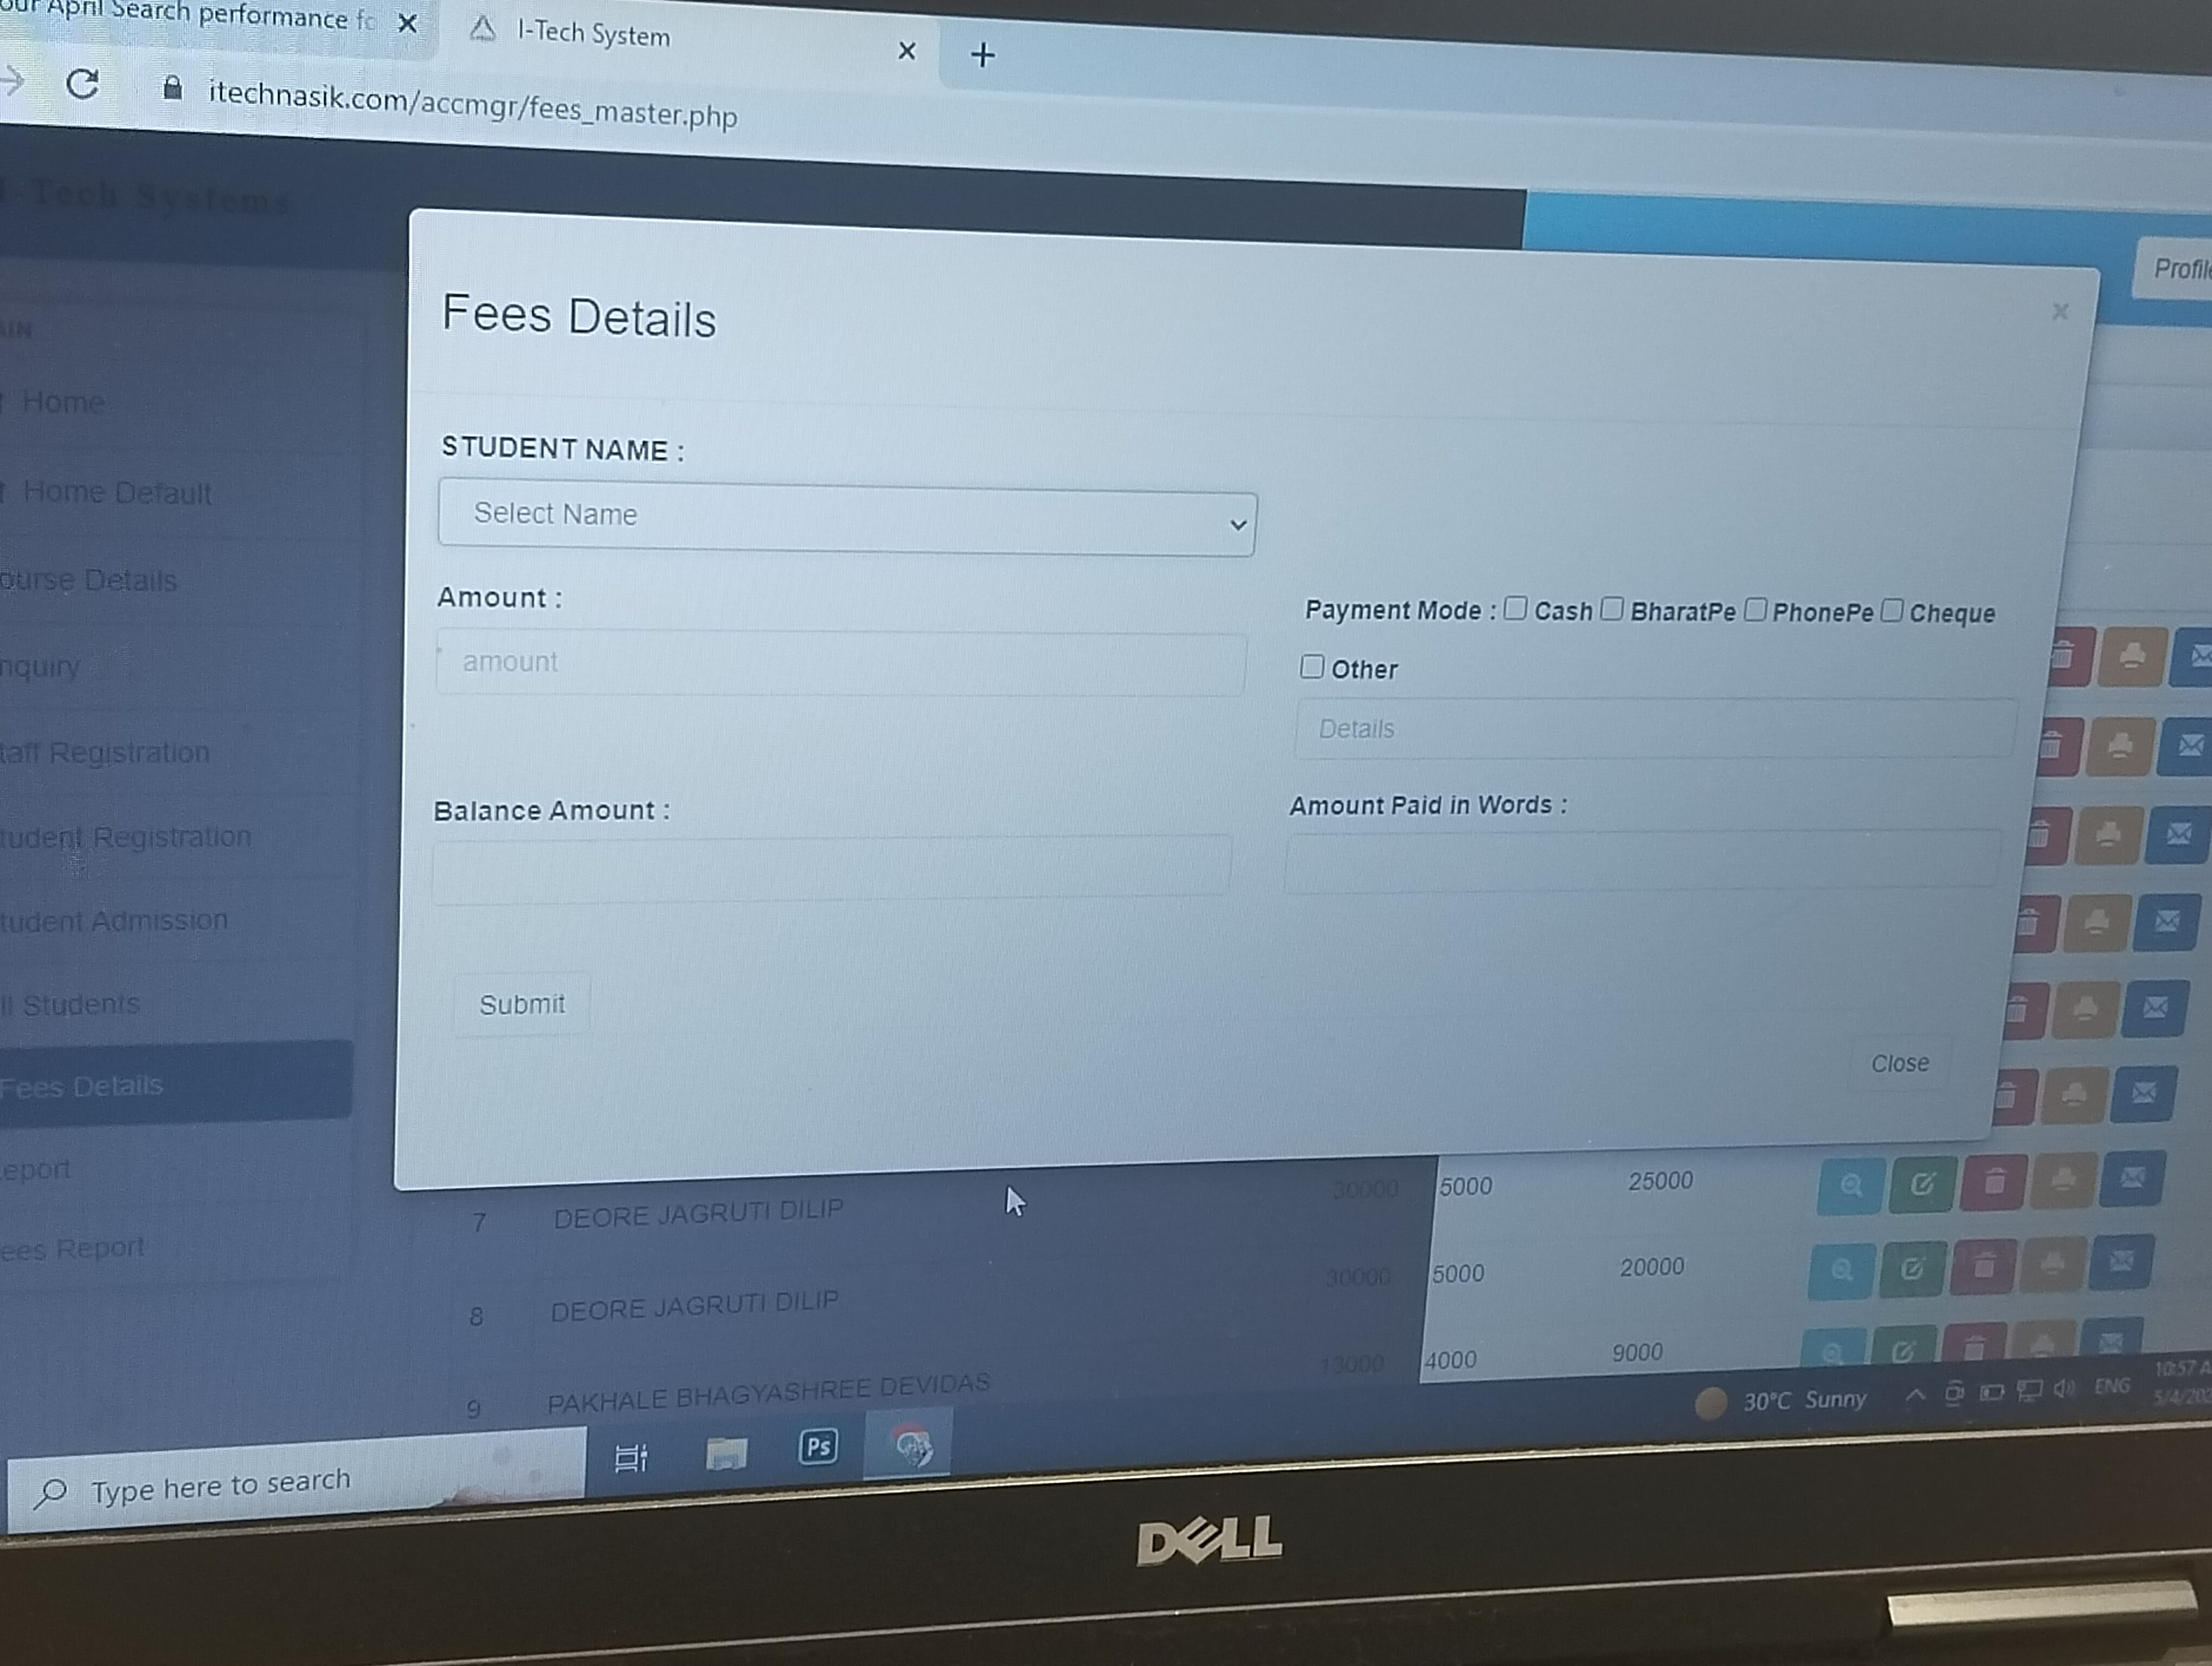 our April Search performance fo
I-Tech System
itechnasik.com/accmgr/fees_master.php
I-Tech Systems
Profile
Fees Details
AIN
Home
STUDENT NAME :
Select Name
Home Default
ourse Details
Amount :
Payment Mode : Cash BharatPe PhonePe Cheque
amount
Other
nquiry
Details
taff Registration
Balance Amount :
Amount Paid in Words :
tudent Registration
tudent Admission
Submit
ll Students
Close
Fees Details
eport
7 DEORE JAGRUTI DILIP 30000 5000 25000
ees Report
8 DEORE JAGRUTI DILIP 30000 5000 20000
9 PAKHALE BHAGYASHREE DEVIDAS 13000 4000 9000
Type here to search
Ps
30°C Sunny
ENG
10:57 A
5/4/202
DELL